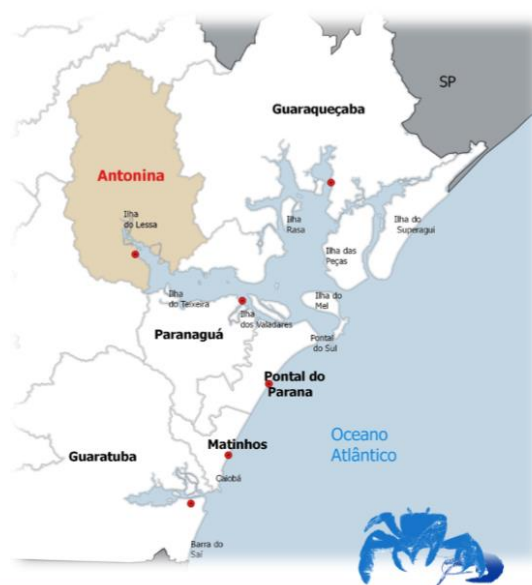 SP
Guaraqueçaba
Antonina
Ilha
do Lessa
Ilha
Rasa
Ilha do
Superagui
Ilha das
Peças
Ilha
do Teixeira
Ilha do
Mel
Ilha
dos Valadares
Paranaguá
Pontal
do Sul
Pontal do
Parana
Matinhos
Oceano
Atlântico
Guaratuba
Caiobá
Barra do
Saí